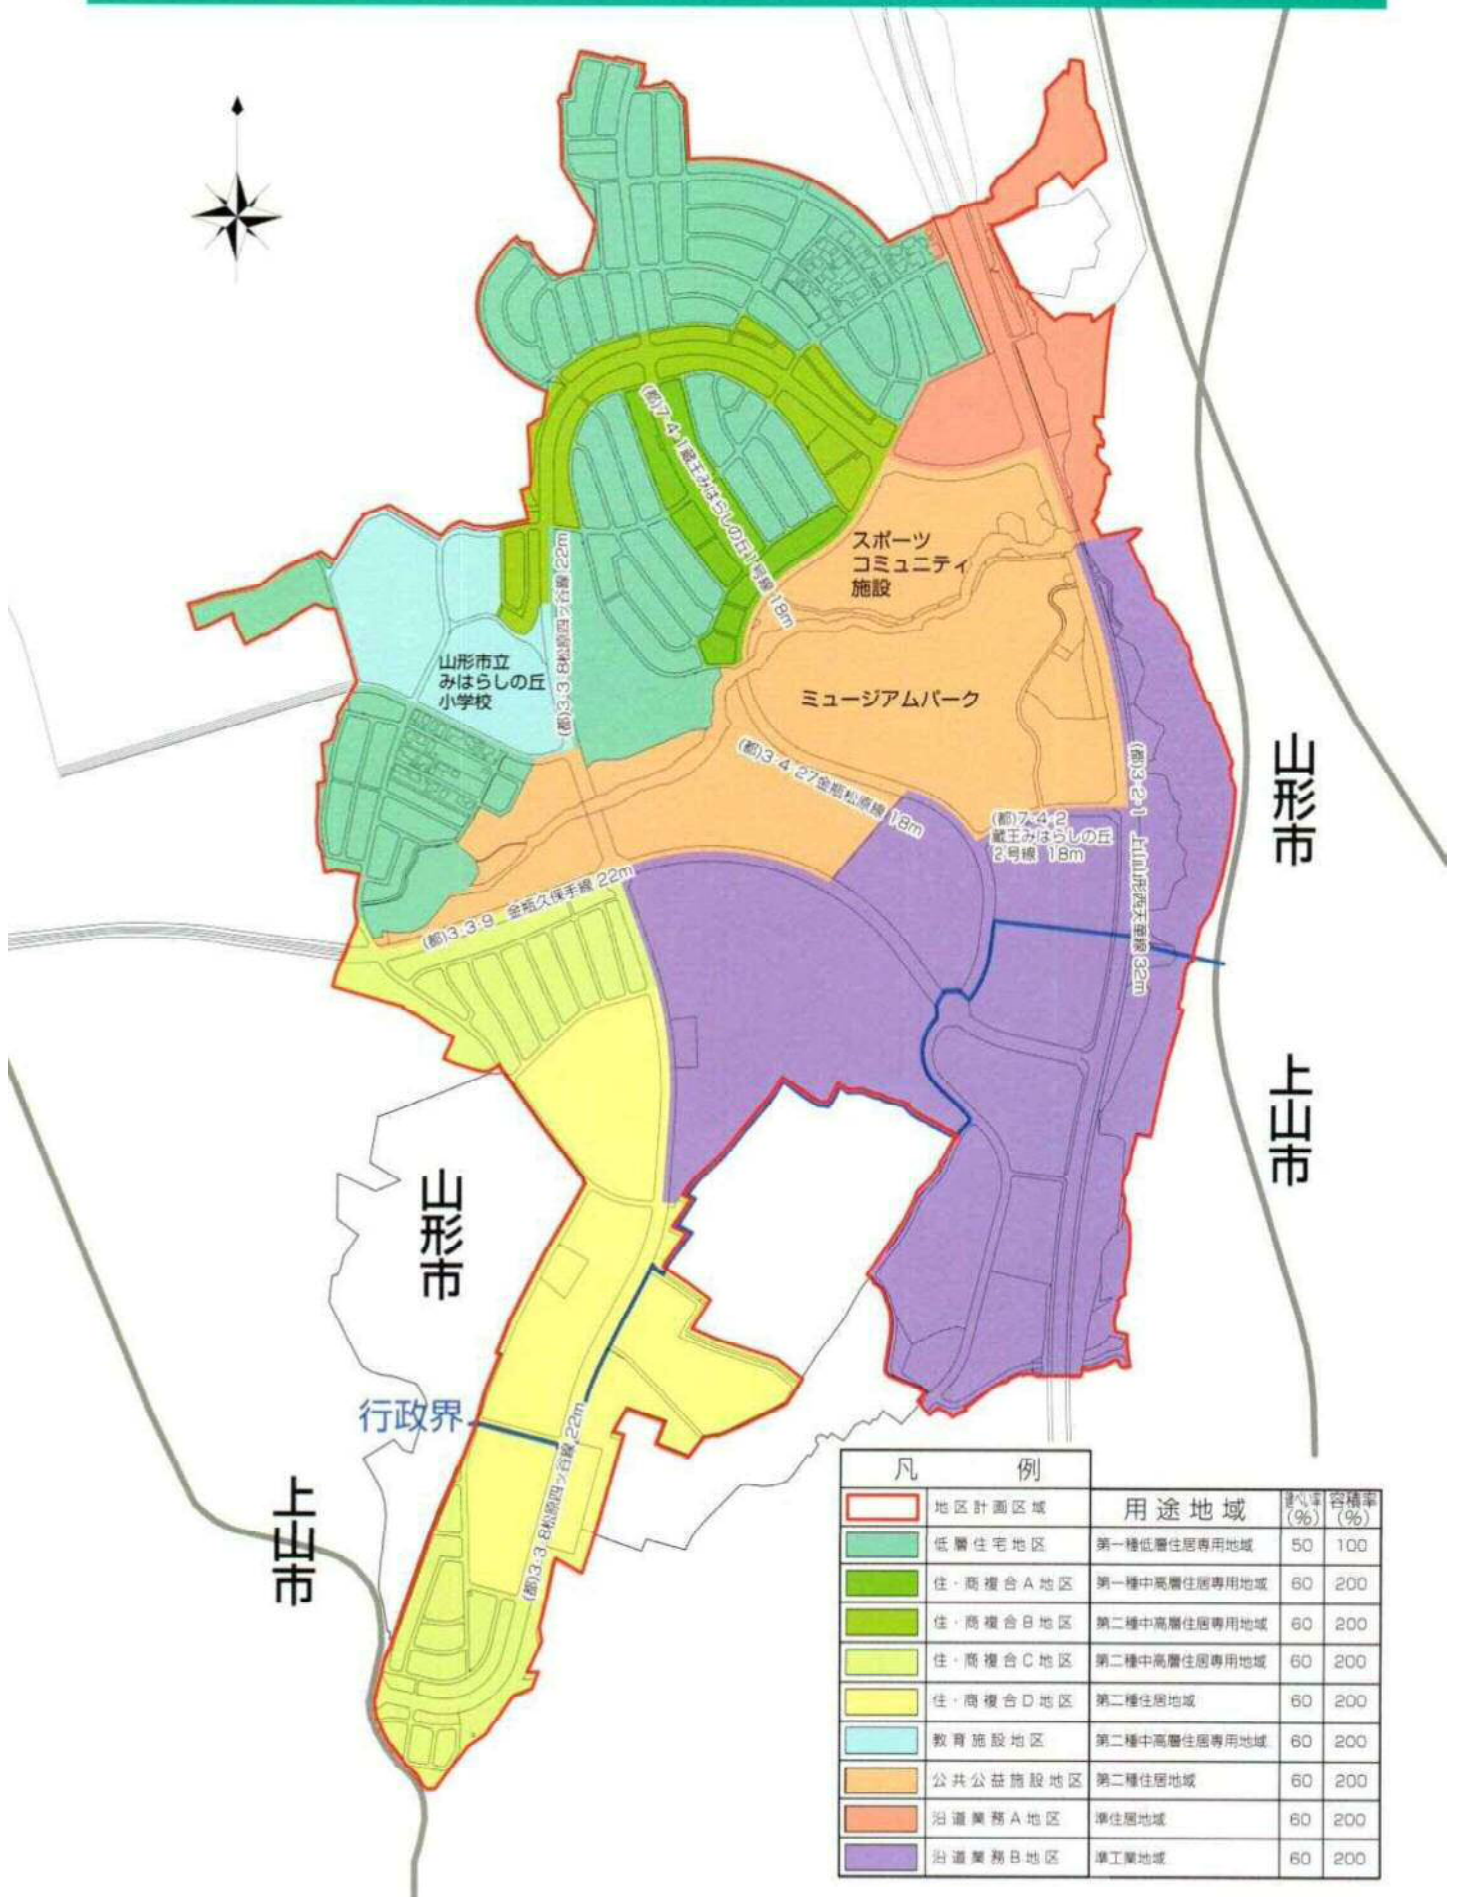 (都)7・4・1蔵王みはらしの丘1号線 18m
スポーツ
コミュニティ
施設
(都)3・3・8松原四ッ谷線 22m
山形市立
みはらしの丘
小学校
ミュージアムパーク
(都)3・4・27金瓶松原線 18m
(都)7・4・2
蔵王みはらしの丘
2号線 18m
(都)3・2・1 上山山形西天童線 32m
山形市
(都)3・3・9 金瓶久保手線 22m
上山市
山形市
行政界
(都)3・3・8松原四ッ谷線 22m
上山市
凡 例
地区計画区域 用途地域 建ぺい率(%) 容積率(%)
低層住宅地区 第一種低層住居専用地域 50 100
住・商複合A地区 第一種中高層住居専用地域 60 200
住・商複合B地区 第二種中高層住居専用地域 60 200
住・商複合C地区 第二種中高層住居専用地域 60 200
住・商複合D地区 第二種住居地域 60 200
教育施設地区 第二種中高層住居専用地域 60 200
公共公益施設地区 第二種住居地域 60 200
沿道業務A地区 準住居地域 60 200
沿道業務B地区 準工業地域 60 200